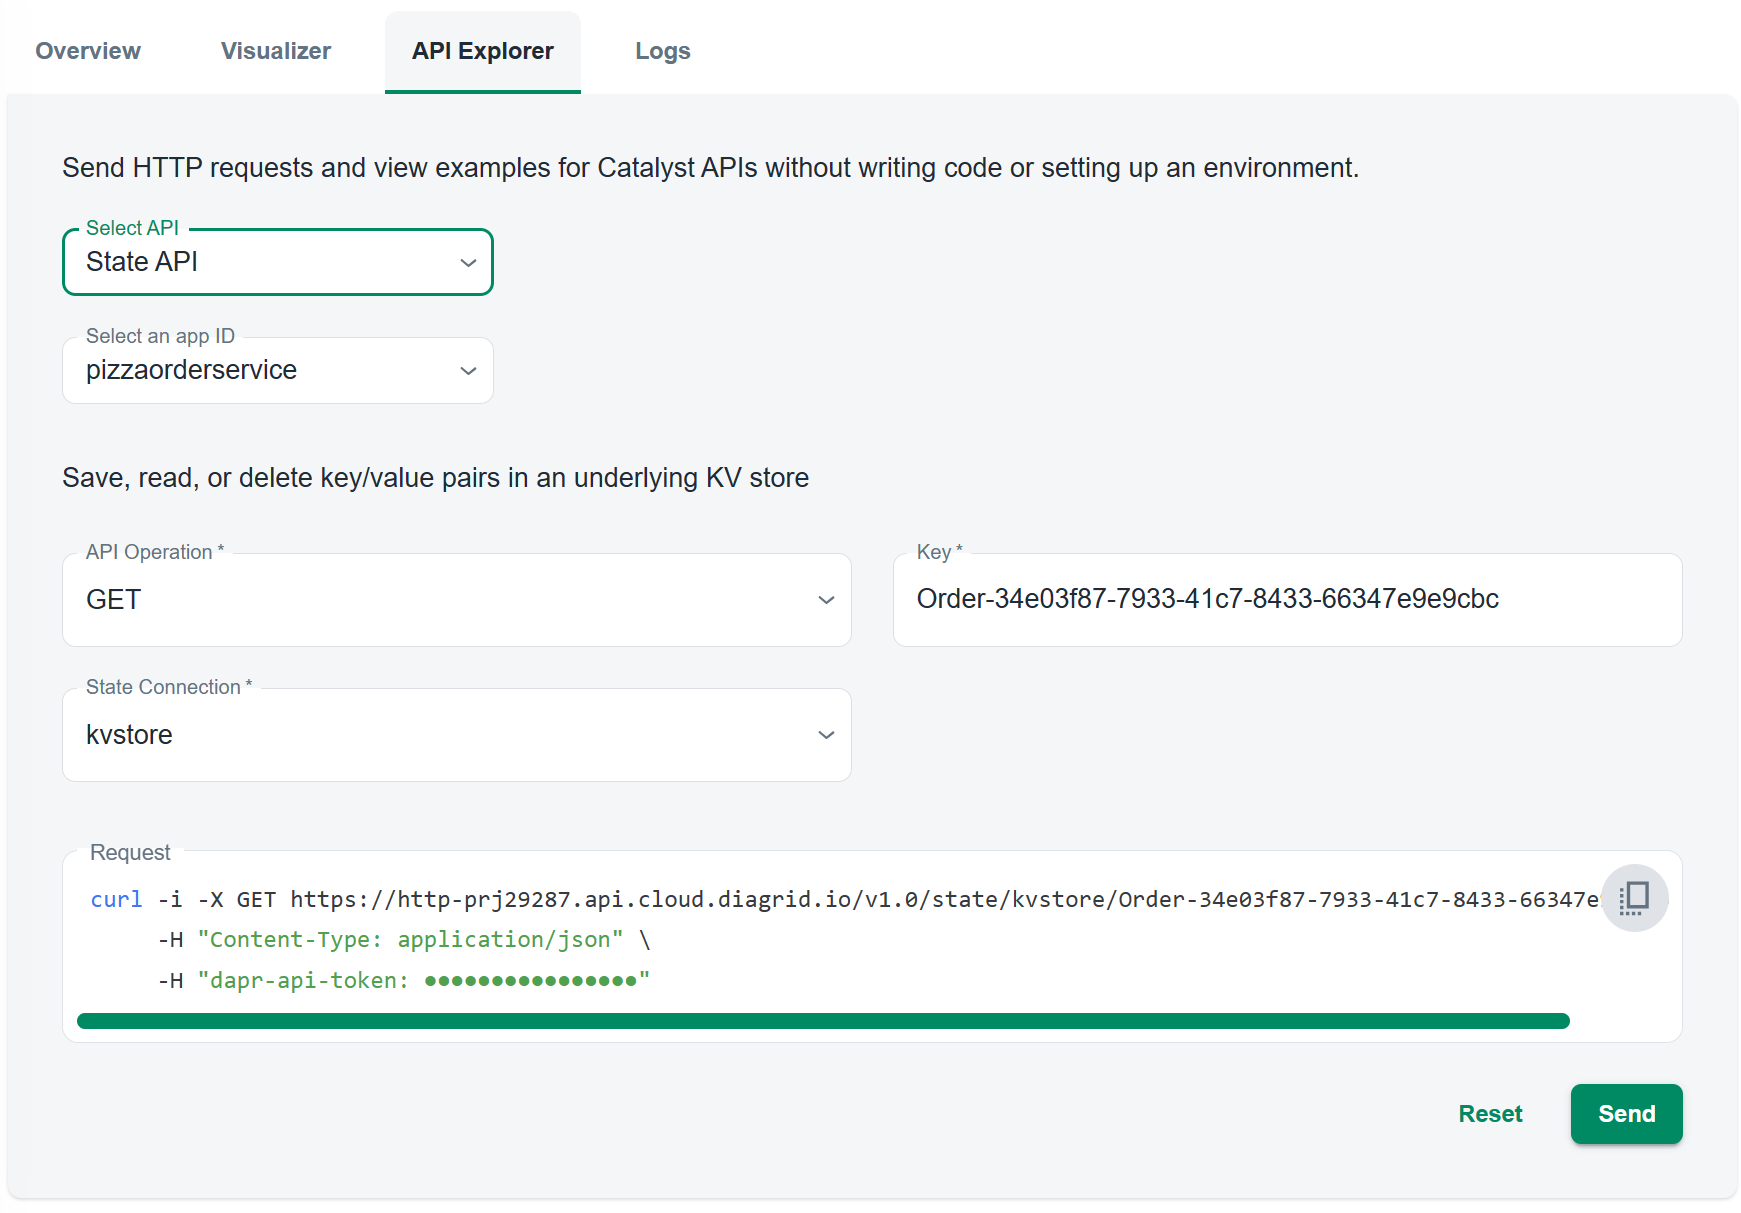 Overview Visualizer API Explorer Logs
Send HTTP requests and view examples for Catalyst APIs without writing code or setting up an environment.
Select API
State API
Select an app ID
pizzaorderservice
Save, read, or delete key/value pairs in an underlying KV store
API Operation *
GET
Key *
Order-34e03f87-7933-41c7-8433-66347e9e9cbc
State Connection *
kvstore
Request
curl -i -X GET https://http-prj29287.api.cloud.diagrid.io/v1.0/state/kvstore/Order-34e03f87-7933-41c7-8433-66347e
-H "Content-Type: application/json" \
-H "dapr-api-token: ●●●●●●●●●●●●●●●●"
Reset Send